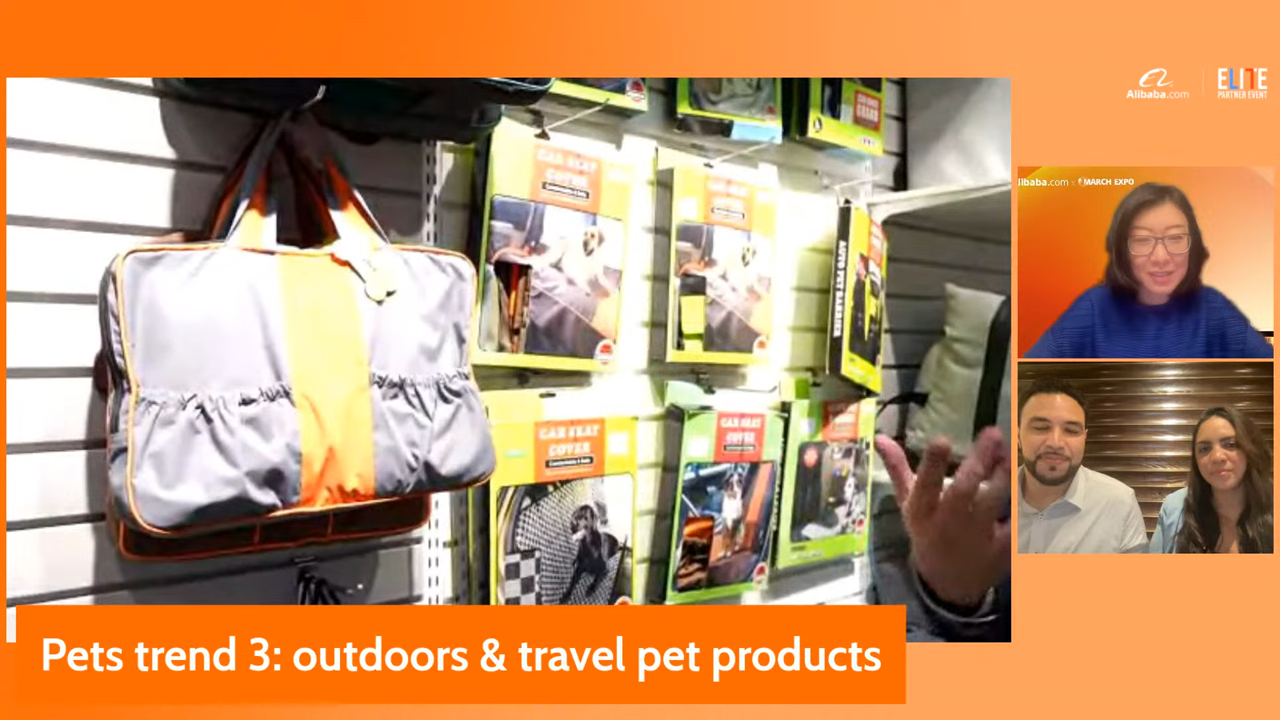 Alibaba.com
ELITE
PARTNER EVENT
libaba.com x MARCH EXPO
CAR SEAT
COVER
CAR SEAT
COVER
AUTO PET BARRIER
CAR SEAT
COVER
CAR SEAT
COVER
Pets trend 3: outdoors & travel pet products